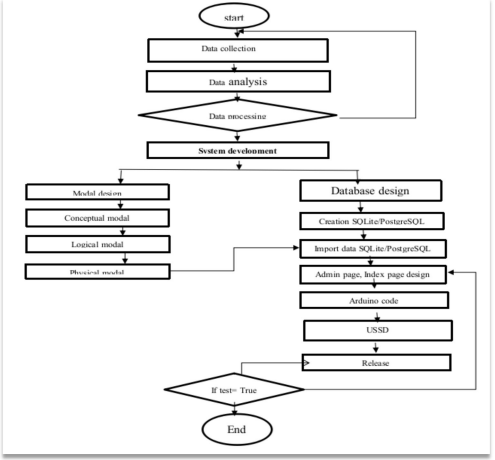 start
Data collection
Data analysis
Data processing
System development
Modal design
Conceptual modal
Logical modal
Physical modal
Database design
Creation SQLite/PostgreSQL
Import data SQLite/PostgreSQL
Admin page, Index page design
Arduino code
USSD
Release
If test= True
End